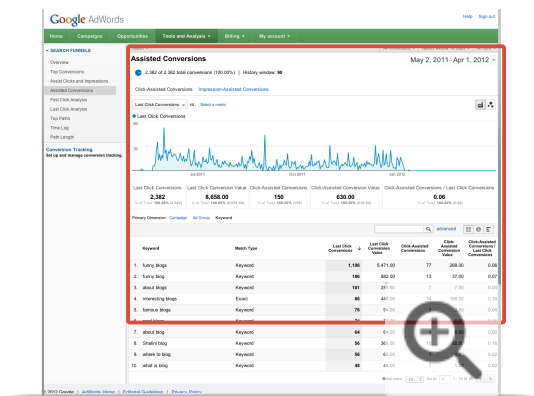 Google AdWords
Help Sign out
Home Campaigns Opportunities Tools and Analysis Billing My account
SEARCH FUNNELS
Overview
Top Conversions
Assist Clicks and Impressions
Assisted Conversions
First Click Analysis
Last Click Analysis
Top Paths
Time Lag
Path Length
Conversion Tracking
Set up and manage conversion tracking.
Assisted Conversions
May 2, 2011 - Apr 1, 2012
2,382 of 2,382 total conversions (100.00%) | History window: 90
Click-Assisted Conversions Impression-Assisted Conversions
Last Click Conversions vs. Select a metric
Last Click Conversions
Jul 2011 Oct 2011 Jan 2012
Last Click Conversions Last Click Conversion Value Click-Assisted Conversions Click-Assisted Conversion Value Click-Assisted Conversions / Last Click Conversions
2,382 8,658.00 150 630.00 0.06
Primary Dimension: Campaign Ad Group Keyword
advanced
Keyword Match Type Last Click Conversions Last Click Conversion Value Click-Assisted Conversions Click-Assisted Conversion Value Click-Assisted Conversions / Last Click Conversions
1. funny blogs Keyword 1,196 5,471.00 77 269.00 0.06
2. funny blog Keyword 186 882.00 13 37.00 0.07
3. about blogs Keyword 181
4. interesting blogs Exact 86
5. famous blogs Keyword 76
7. about blog Keyword 64
8. Shalini blog Keyword 56
9. where to blog Keyword 56
10. what to blog Keyword 48
© 2012 Google | AdWords Home | Editorial Guidelines | Privacy Policy